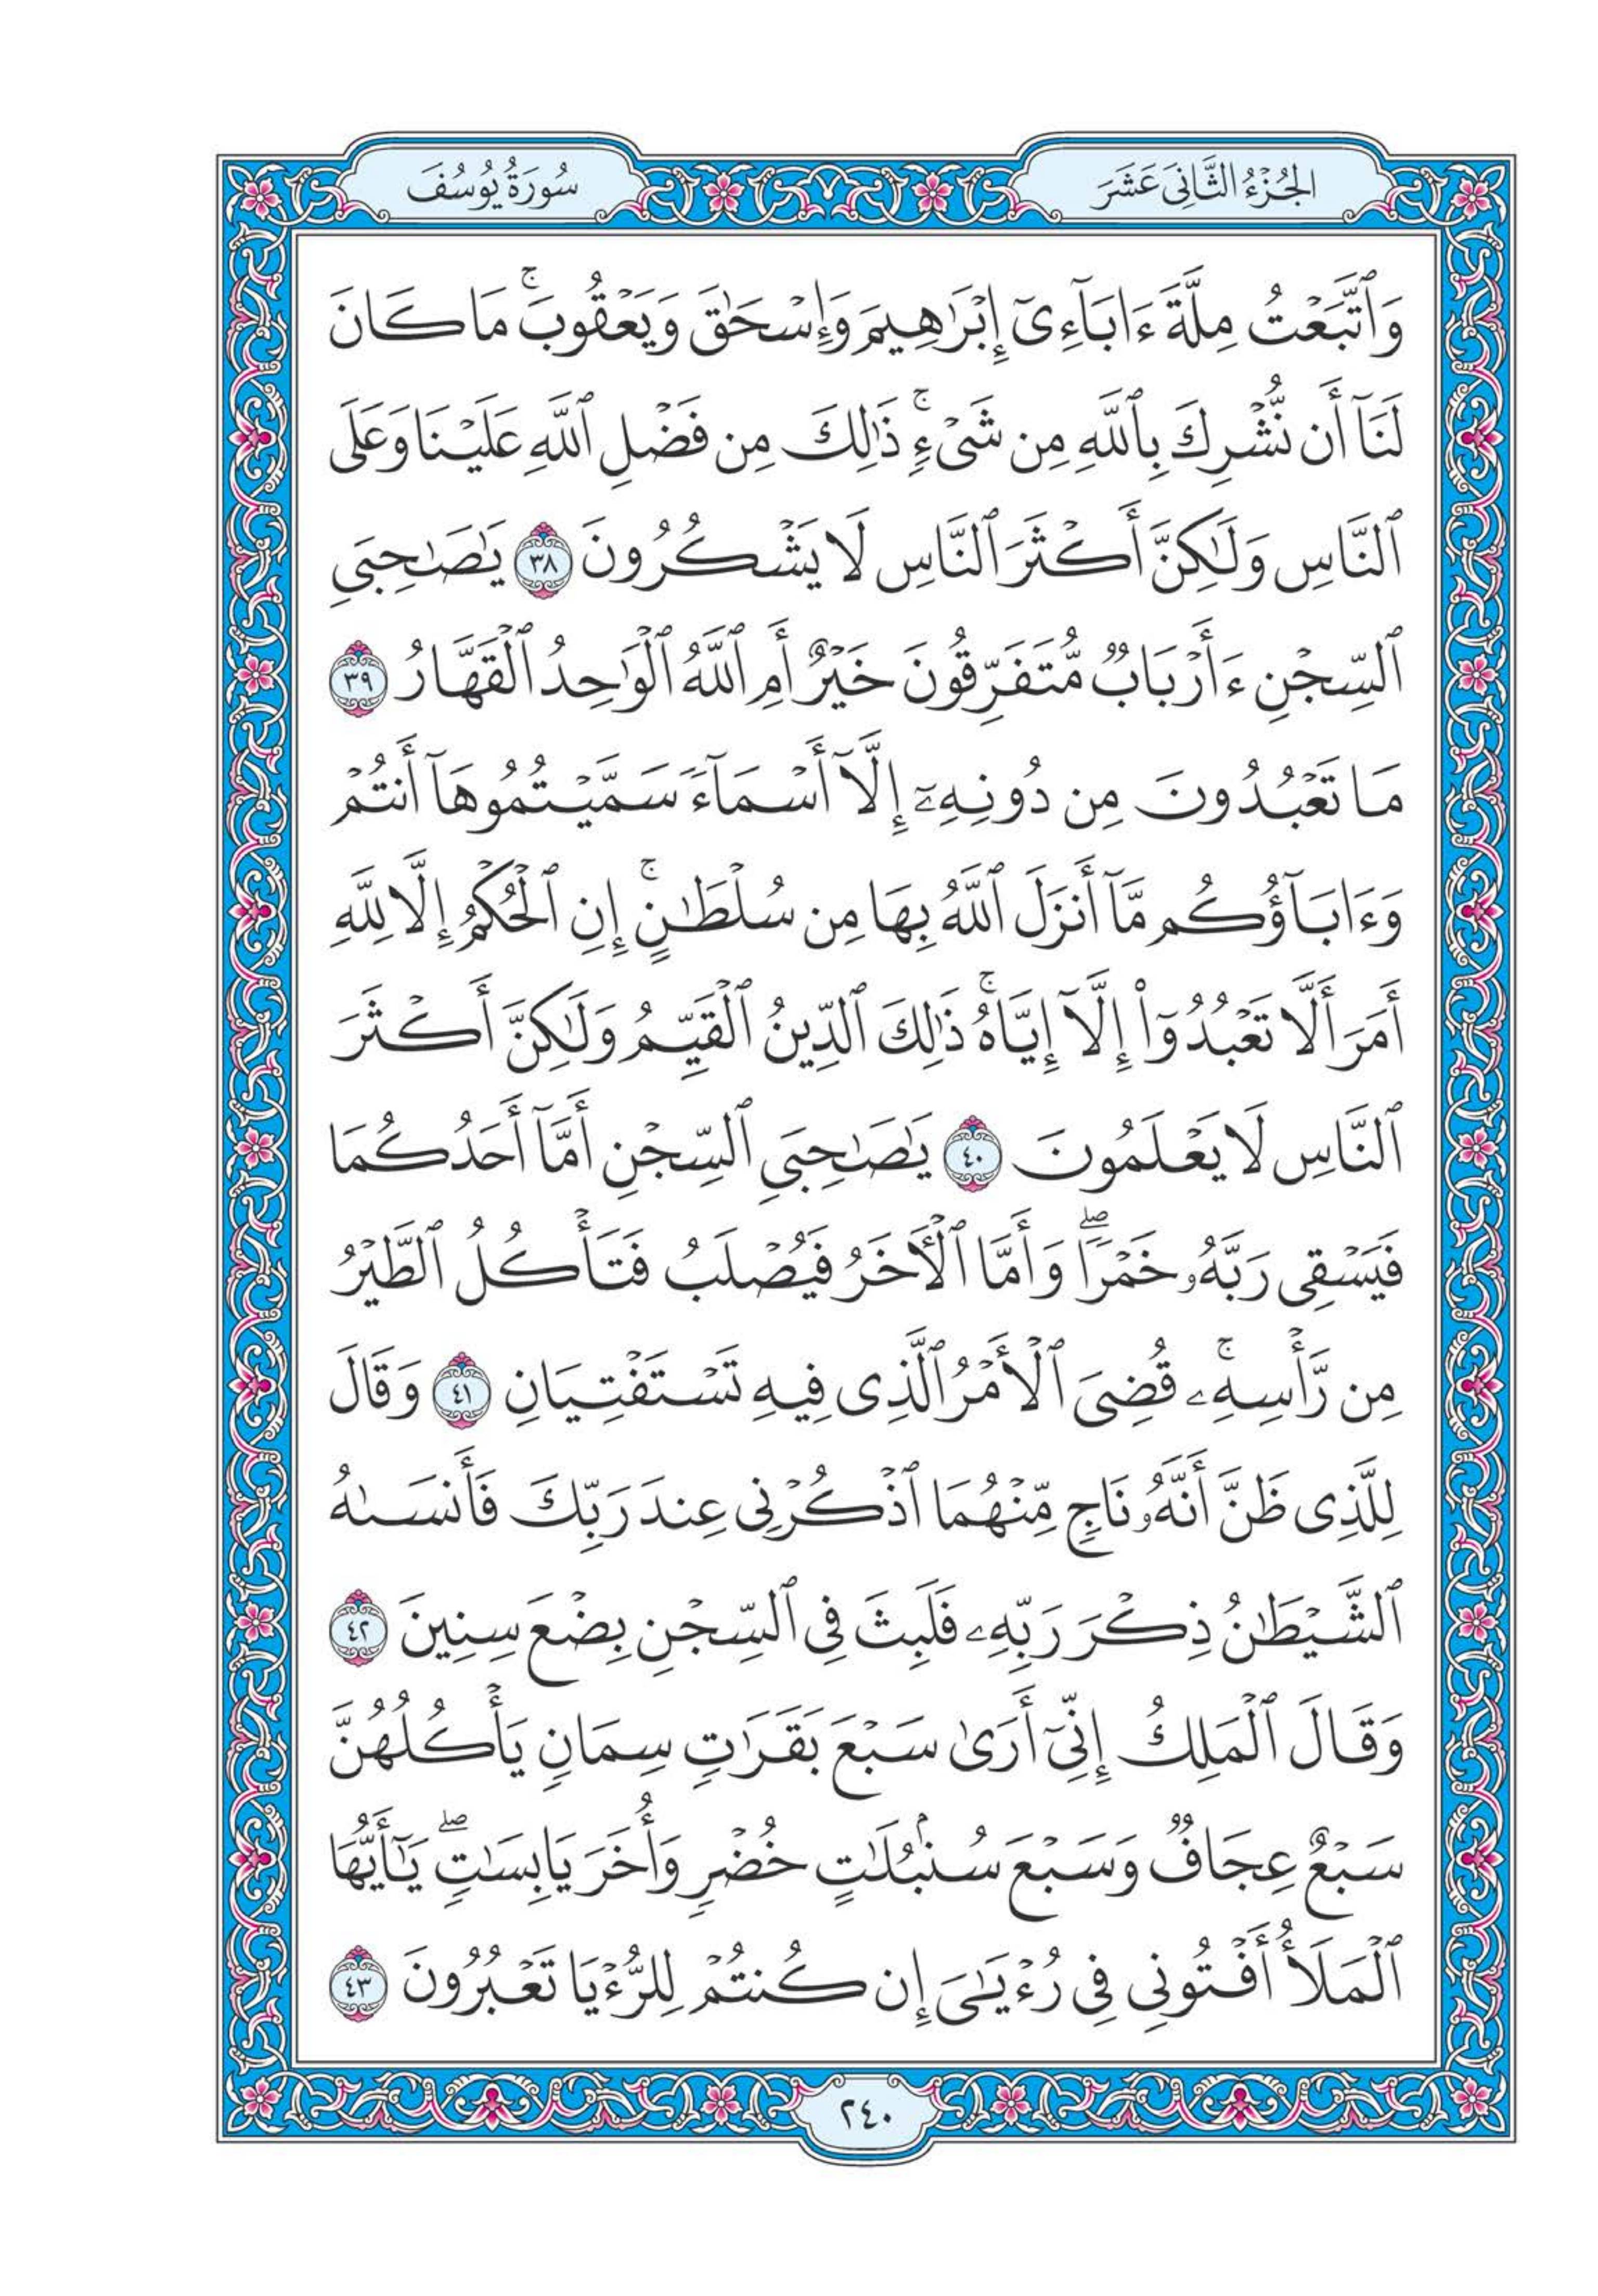 الجُزْءُ الثَّانِيَ عَشَرَ
سُورَةُ يُوسُفَ
وَٱتَّبَعۡتُ مِلَّةَ ءَابَآءِيٓ إِبۡرَٰهِيمَ وَإِسۡحَٰقَ وَيَعۡقُوبَۚ مَا كَانَ
لَنَآ أَن نُّشۡرِكَ بِٱللَّهِ مِن شَيۡءٖۚ ذَٰلِكَ مِن فَضۡلِ ٱللَّهِ عَلَيۡنَا وَعَلَى
ٱلنَّاسِ وَلَٰكِنَّ أَكۡثَرَ ٱلنَّاسِ لَا يَشۡكُرُونَ ٣٨ يَٰصَٰحِبَيِ
ٱلسِّجۡنِ ءَأَرۡبَابٞ مُّتَفَرِّقُونَ خَيۡرٌ أَمِ ٱللَّهُ ٱلۡوَٰحِدُ ٱلۡقَهَّارُ ٣٩
مَا تَعۡبُدُونَ مِن دُونِهِۦٓ إِلَّآ أَسۡمَآءٗ سَمَّيۡتُمُوهَآ أَنتُمۡ
وَءَابَآؤُكُم مَّآ أَنزَلَ ٱللَّهُ بِهَا مِن سُلۡطَٰنٍۚ إِنِ ٱلۡحُكۡمُ إِلَّا لِلَّهِ
أَمَرَ أَلَّا تَعۡبُدُوٓاْ إِلَّآ إِيَّاهُۚ ذَٰلِكَ ٱلدِّينُ ٱلۡقَيِّمُ وَلَٰكِنَّ أَكۡثَرَ
ٱلنَّاسِ لَا يَعۡلَمُونَ ٤٠ يَٰصَٰحِبَيِ ٱلسِّجۡنِ أَمَّآ أَحَدُكُمَا
فَيَسۡقِي رَبَّهُۥ خَمۡرٗاۖ وَأَمَّا ٱلۡأٓخَرُ فَيُصۡلَبُ فَتَأۡكُلُ ٱلطَّيۡرُ
مِن رَّأۡسِهِۦۚ قُضِيَ ٱلۡأَمۡرُ ٱلَّذِي فِيهِ تَسۡتَفۡتِيَانِ ٤١ وَقَالَ
لِلَّذِي ظَنَّ أَنَّهُۥ نَاجٖ مِّنۡهُمَا ٱذۡكُرۡنِي عِندَ رَبِّكَ فَأَنسَىٰهُ
ٱلشَّيۡطَٰنُ ذِكۡرَ رَبِّهِۦ فَلَبِثَ فِي ٱلسِّجۡنِ بِضۡعَ سِنِينَ ٤٢
وَقَالَ ٱلۡمَلِكُ إِنِّيٓ أَرَىٰ سَبۡعَ بَقَرَٰتٖ سِمَانٖ يَأۡكُلُهُنَّ
سَبۡعٌ عِجَافٞ وَسَبۡعَ سُنۢبُلَٰتٍ خُضۡرٖ وَأُخَرَ يَابِسَٰتٖۖ يَٰٓأَيُّهَا
ٱلۡمَلَأُ أَفۡتُونِي فِي رُءۡيَٰيَ إِن كُنتُمۡ لِلرُّءۡيَا تَعۡبُرُونَ ٤٣
٢٤٠